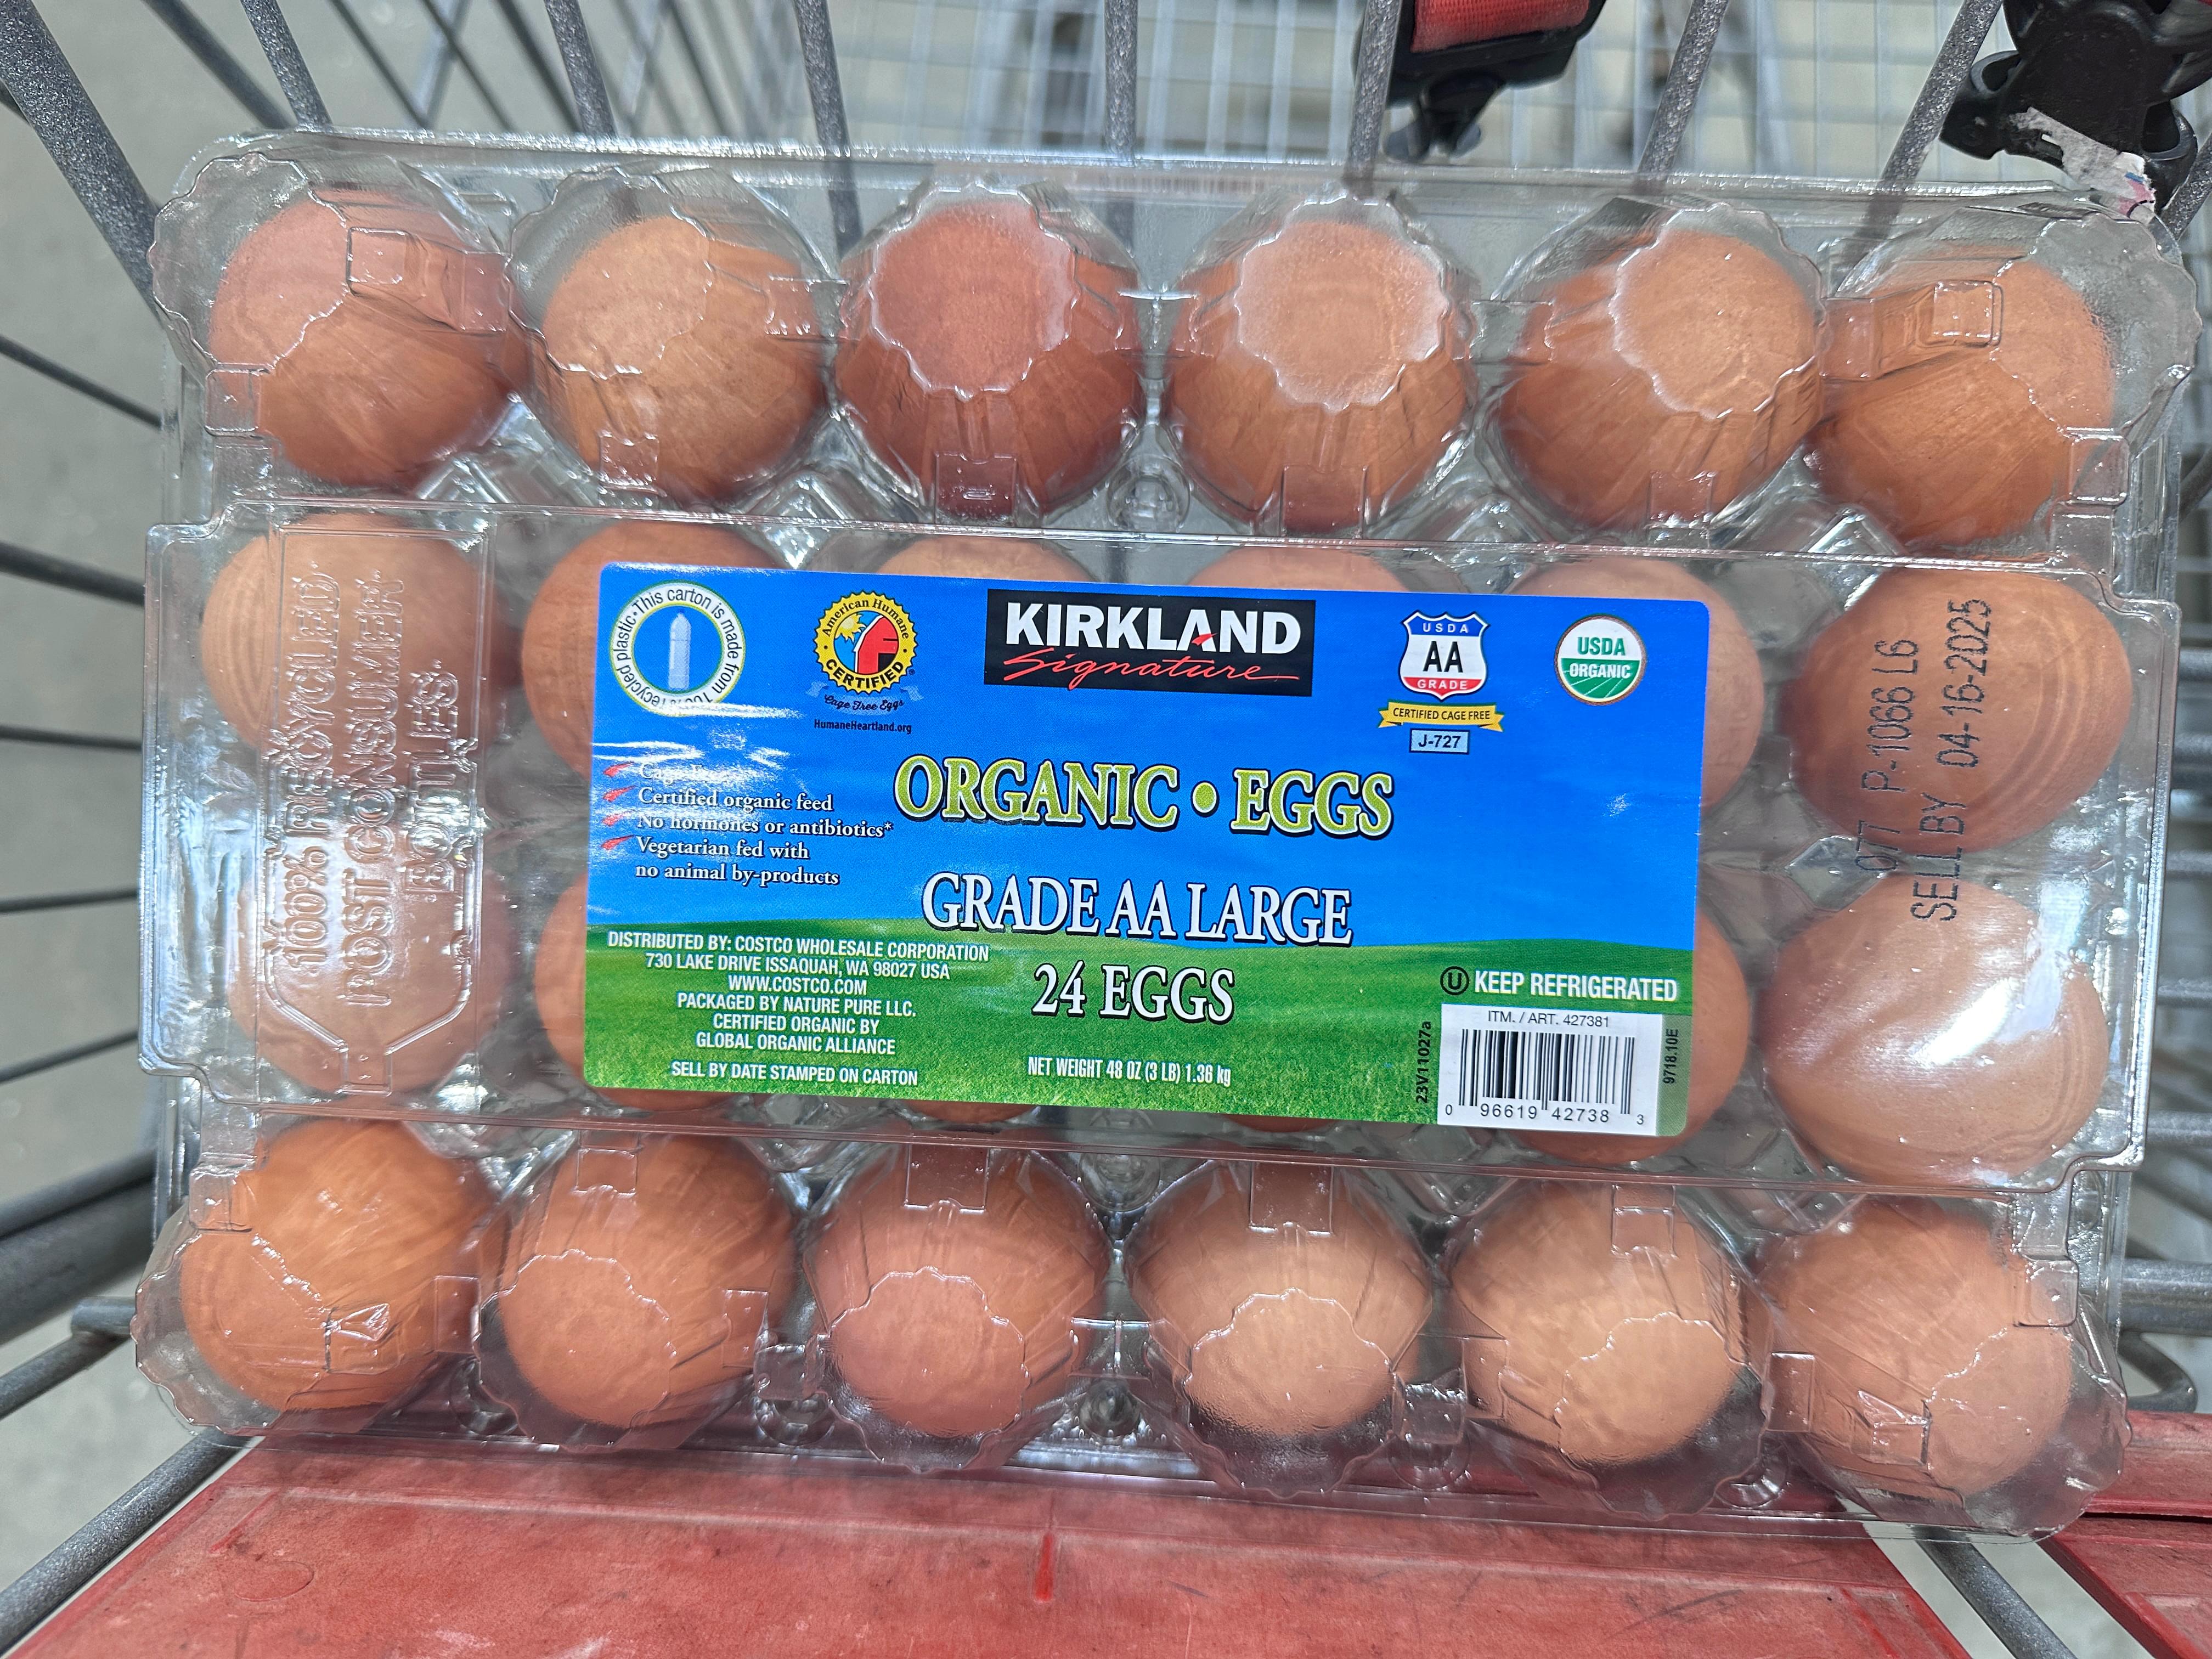 This carton is made from 100% recycled plastic
American Humane
CERTIFIED
Cage Free Eggs
HumaneHeartland.org
KIRKLAND
Signature
USDA
AA
GRADE
CERTIFIED CAGE FREE
J-727
USDA
ORGANIC
Certified organic feed
No hormones or antibiotics*
Vegetarian fed with
no animal by-products
ORGANIC • EGGS
GRADE AA LARGE
24 EGGS
NET WEIGHT 48 OZ (3 LB) 1.36 kg
DISTRIBUTED BY: COSTCO WHOLESALE CORPORATION
730 LAKE DRIVE ISSAQUAH, WA 98027 USA
WWW.COSTCO.COM
PACKAGED BY NATURE PURE LLC.
CERTIFIED ORGANIC BY
GLOBAL ORGANIC ALLIANCE
SELL BY DATE STAMPED ON CARTON
U KEEP REFRIGERATED
ITM. / ART. 427381
0 96619 42738 3
23V11027a
9718.10E
100% RECYCLED
POST CONSUMER
BOTTLES
077 P-1066 L6
SELL BY 04-16-2025